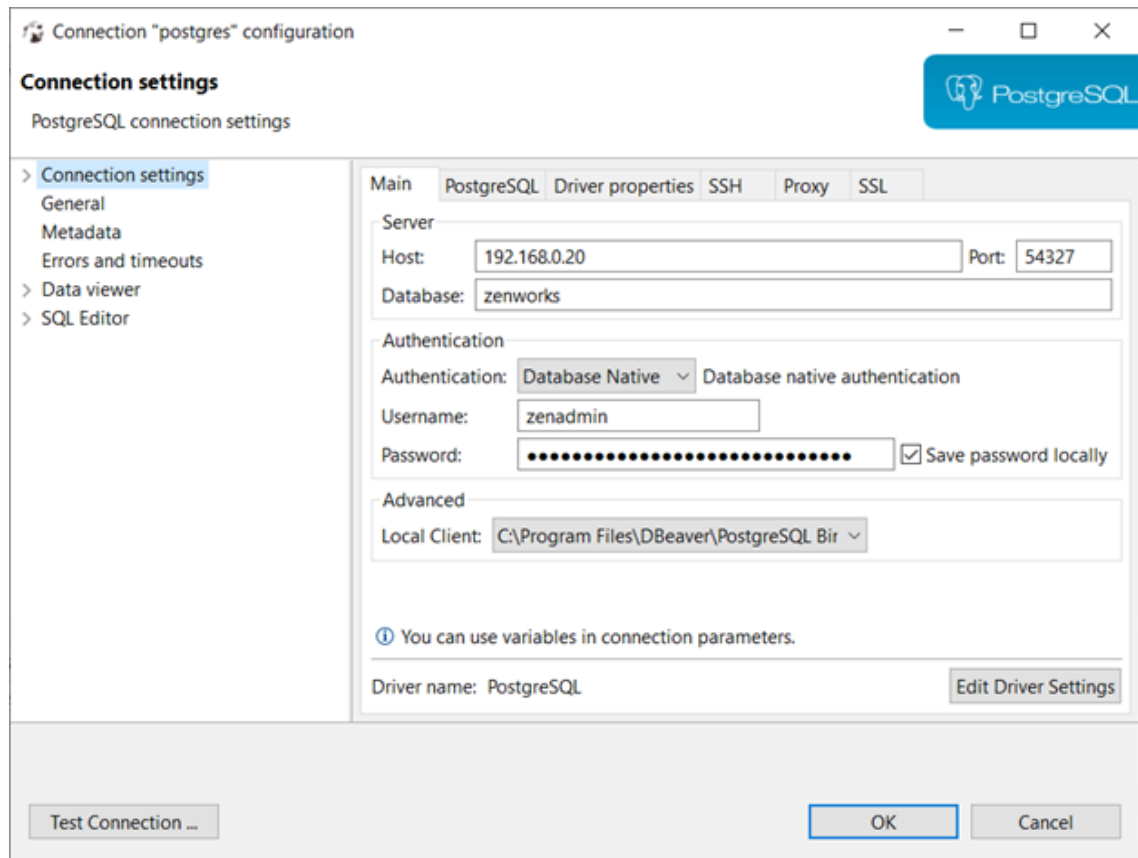 Connection "postgres" configuration
Connection settings
PostgreSQL connection settings
PostgreSQL
Connection settings
General
Metadata
Errors and timeouts
Data viewer
SQL Editor
Main PostgreSQL Driver properties SSH Proxy SSL
Server
Host: 192.168.0.20 Port: 54327
Database: zenworks
Authentication
Authentication: Database Native Database native authentication
Username: zenadmin
Password: ••••••••••••••••••••••••••••• Save password locally
Advanced
Local Client: C:\Program Files\DBeaver\PostgreSQL Bir
You can use variables in connection parameters.
Driver name: PostgreSQL Edit Driver Settings
Test Connection ... OK Cancel